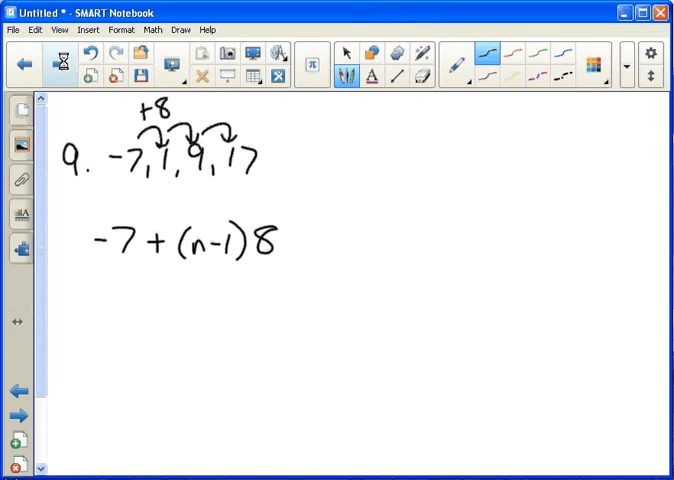 Untitled * - SMART Notebook
File Edit View Insert Format Math Draw Help
+8
9. -7, 1, 9, 17
-7 + (n-1) 8